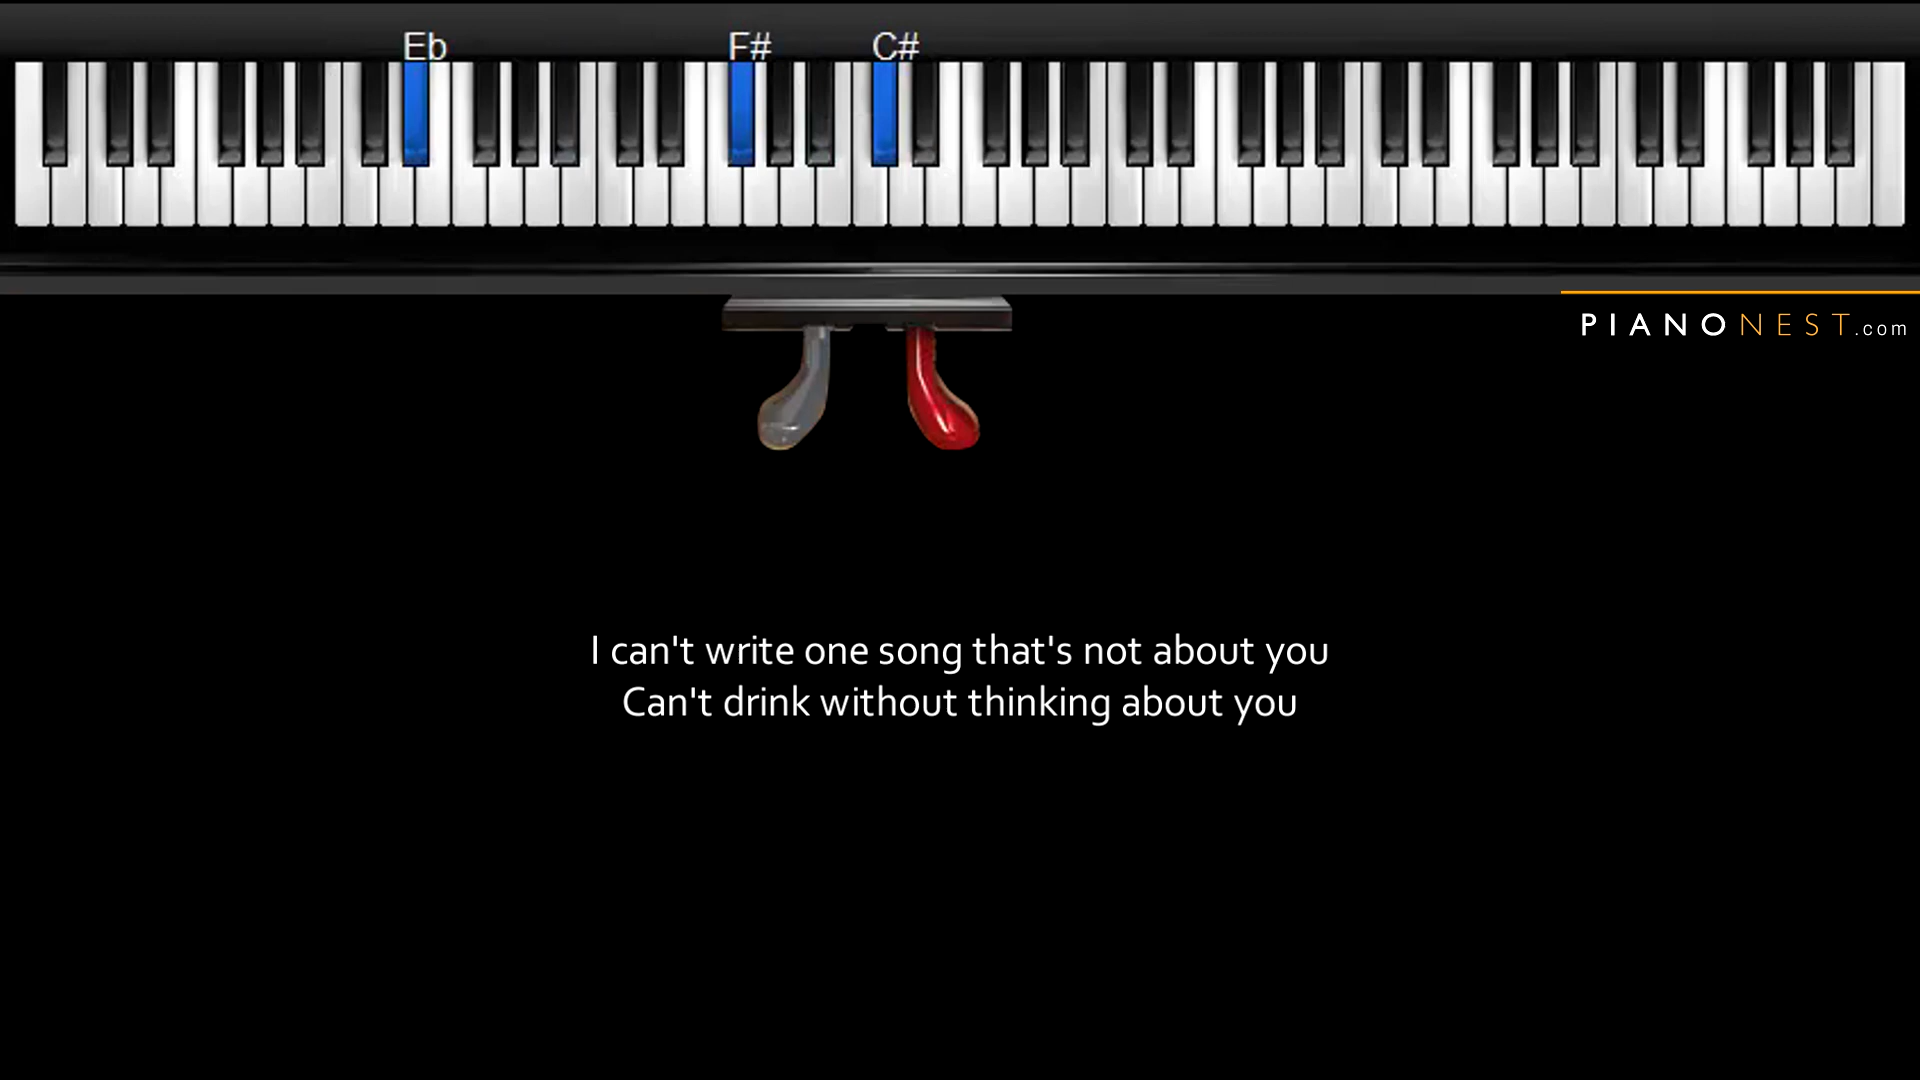 Eb F# C#
PIANONEST.com
I can't write one song that's not about you
Can't drink without thinking about you